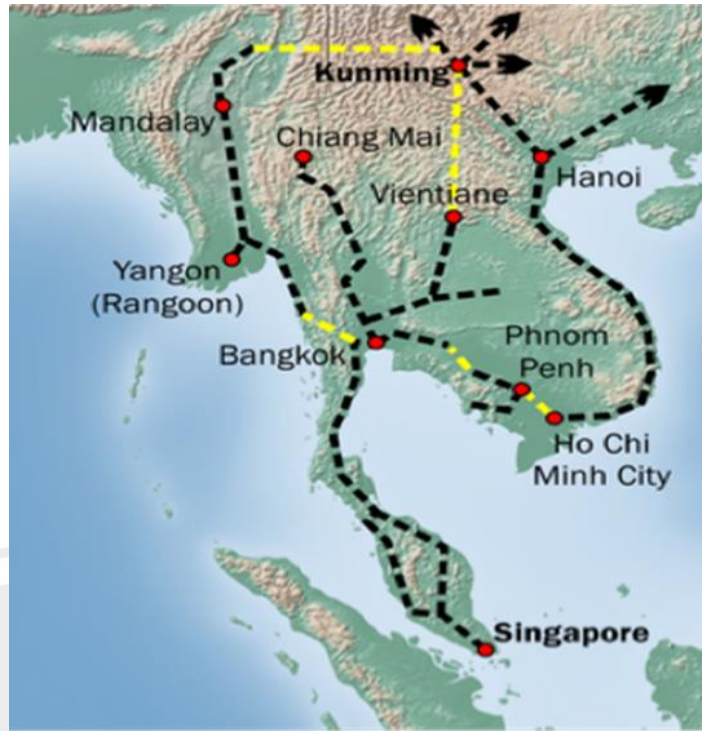 Kunming
Mandalay
Chiang Mai
Hanoi
Vientiane
Yangon
(Rangoon)
Bangkok
Phnom
Penh
Ho Chi
Minh City
Singapore